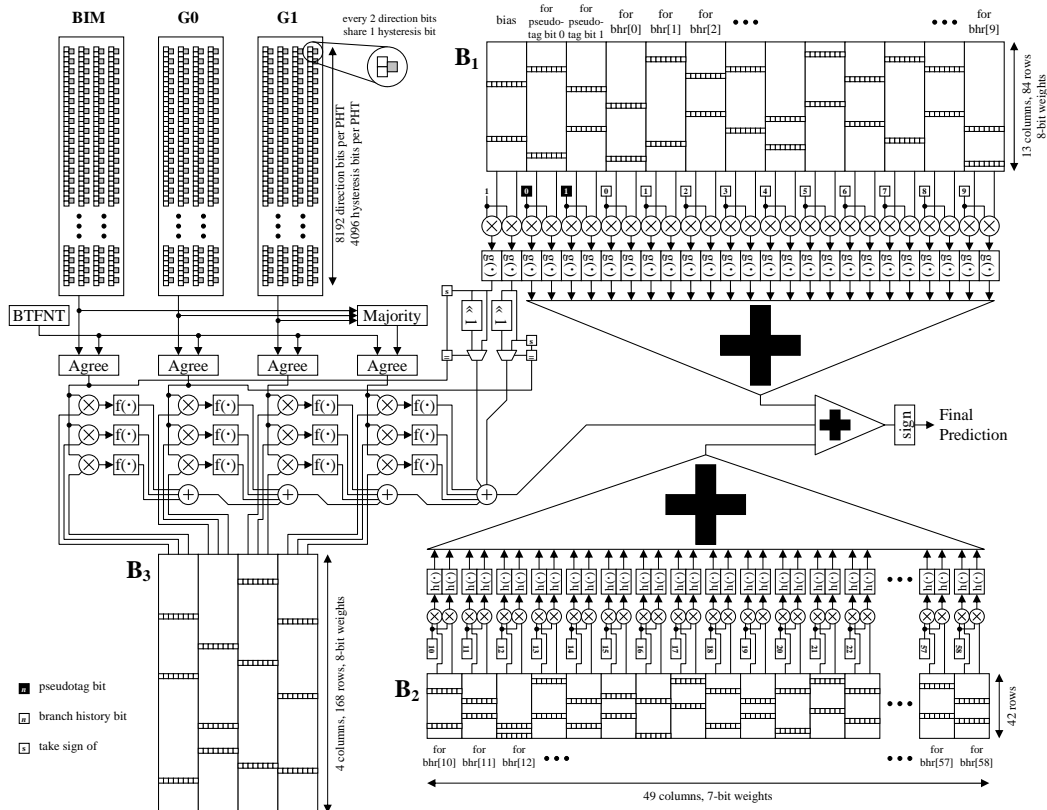 BIM
G0
G1
every 2 direction bits
share 1 hysteresis bit
8192 direction bits per PHT
4096 hysteresis bits per PHT
BTFNT
Majority
Agree
Agree
Agree
Agree
f(·)
f(·)
f(·)
f(·)
f(·)
f(·)
f(·)
f(·)
f(·)
f(·)
f(·)
f(·)
B3
4 columns, 168 rows, 8-bit weights
n pseudotag bit
n branch history bit
s take sign of
bias
for pseudo-tag bit 0
for pseudo-tag bit 1
for bhr[0]
for bhr[1]
for bhr[2]
for bhr[9]
B1
13 columns, 84 rows
8-bit weights
1 0 1 0 1 2 3 4 5 6 7 8 9
g(·) g(·) g(·) g(·) g(·) g(·) g(·) g(·) g(·) g(·) g(·) g(·) g(·) g(·) g(·) g(·) g(·) g(·) g(·) g(·) g(·) g(·) g(·) g(·) g(·) g(·)
s
« 1
« 1
s
=
=
sign
Final
Prediction
h(·) h(·) h(·) h(·) h(·) h(·) h(·) h(·) h(·) h(·) h(·) h(·) h(·) h(·) h(·) h(·) h(·) h(·) h(·) h(·) h(·) h(·) h(·) h(·) h(·) h(·) h(·) h(·) h(·) h(·)
10 11 12 13 14 15 16 17 18 19 20 21 22 57 58
B2
42 rows
for bhr[10]
for bhr[11]
for bhr[12]
for bhr[57]
for bhr[58]
49 columns, 7-bit weights